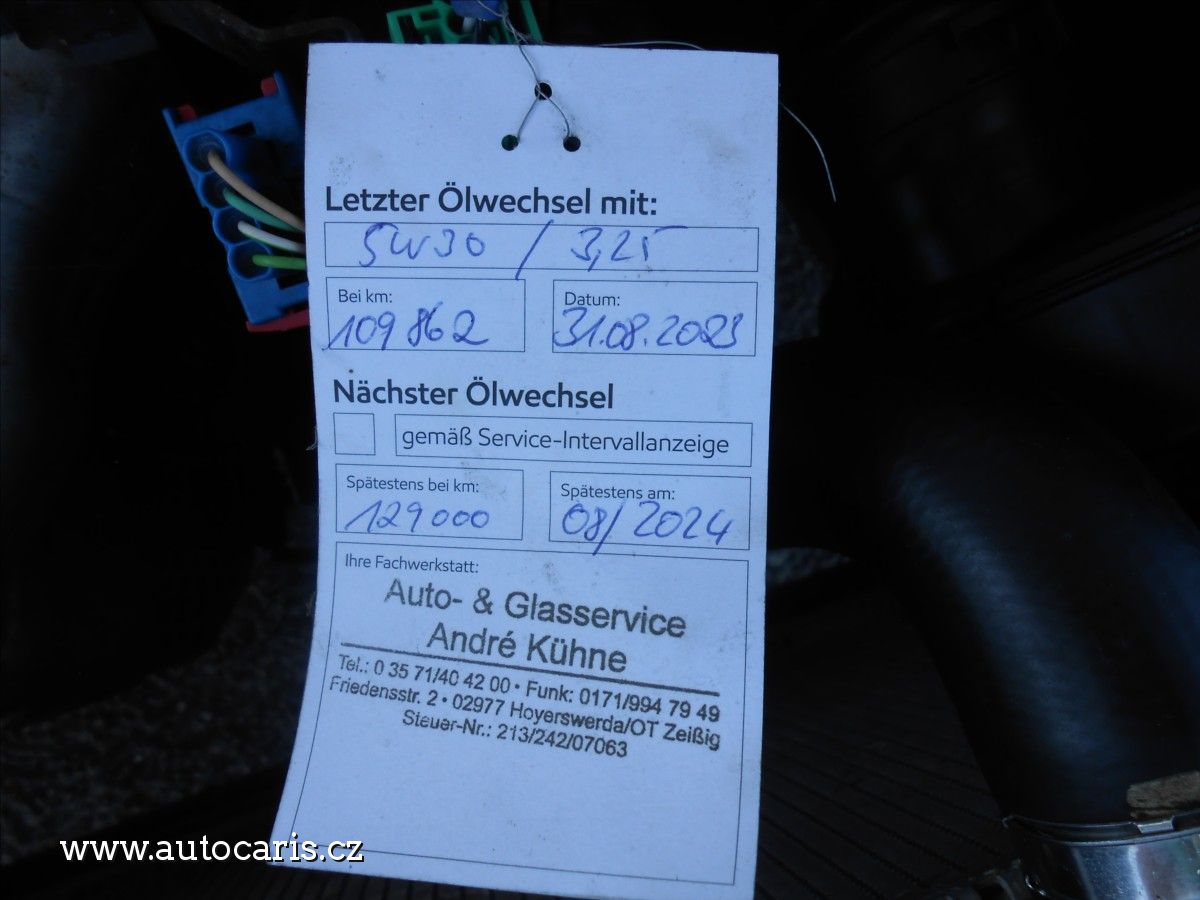 Letzter Ölwechsel mit:
5W30 / 3,25
Bei km:
109 862
Datum:
31.08.2023
Nächster Ölwechsel
gemäß Service-Intervallanzeige
Spätestens bei km:
129 000
Spätestens am:
08/2024
Ihre Fachwerkstatt:
Auto- & Glasservice
André Kühne
Tel.: 0 35 71/40 42 00 • Funk: 0171/994 79 49
Friedensstr. 2 • 02977 Hoyerswerda/OT Zeißig
Steuer-Nr.: 213/242/07063
www.autocaris.cz